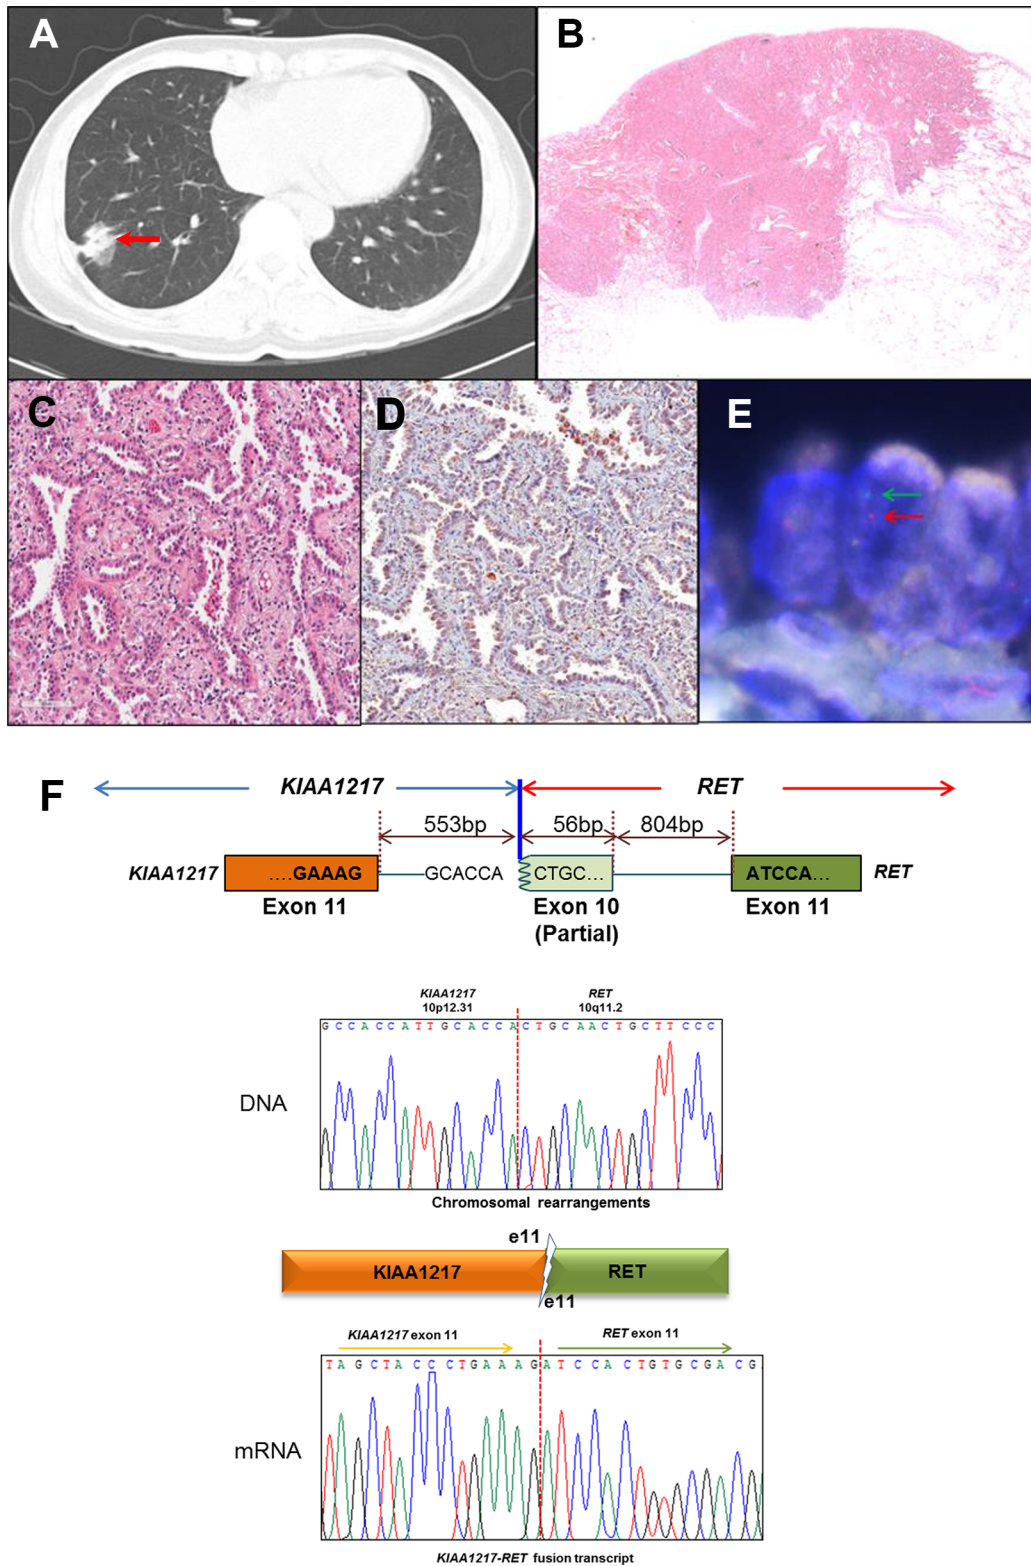 A
B
C
D
E
F
KIAA1217
RET
553bp
56bp
804bp
KIAA1217
....GAAAG
GCACCA
CTGC...
ATCCA...
RET
Exon 11
Exon 10
(Partial)
Exon 11
KIAA1217
10p12.31
RET
10q11.2
GCCACCATTGCACCACTGCAACTGCTTCCC
DNA
Chromosomal rearrangements
e11
KIAA1217
RET
e11
KIAA1217 exon 11
RET exon 11
TAGCTACCCTGAAAGATCCACTGTGCGACG
mRNA
KIAA1217-RET fusion transcript